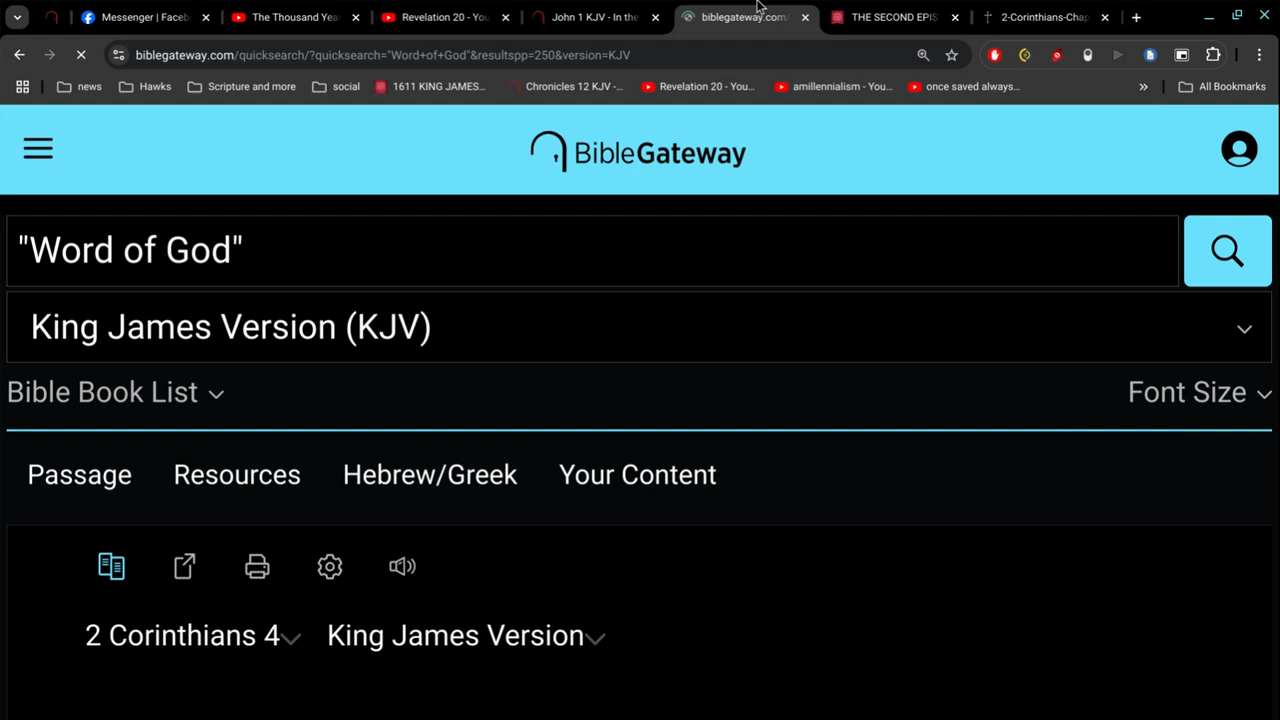 Messenger | Faceb
The Thousand Yea
Revelation 20 - You
John 1 KJV - In the
biblegateway.com/
THE SECOND EPIS
2-Corinthians-Chap
biblegateway.com/quicksearch/?quicksearch="Word+of+God"&resultspp=250&version=KJV
news
Hawks
Scripture and more
social
1611 KING JAMES...
Chronicles 12 KJV -...
Revelation 20 - You...
amillennialism - You...
once saved always...
»
All Bookmarks
BibleGateway
"Word of God"
King James Version (KJV)
Bible Book List
Font Size
Passage Resources Hebrew/Greek Your Content
2 Corinthians 4 King James Version